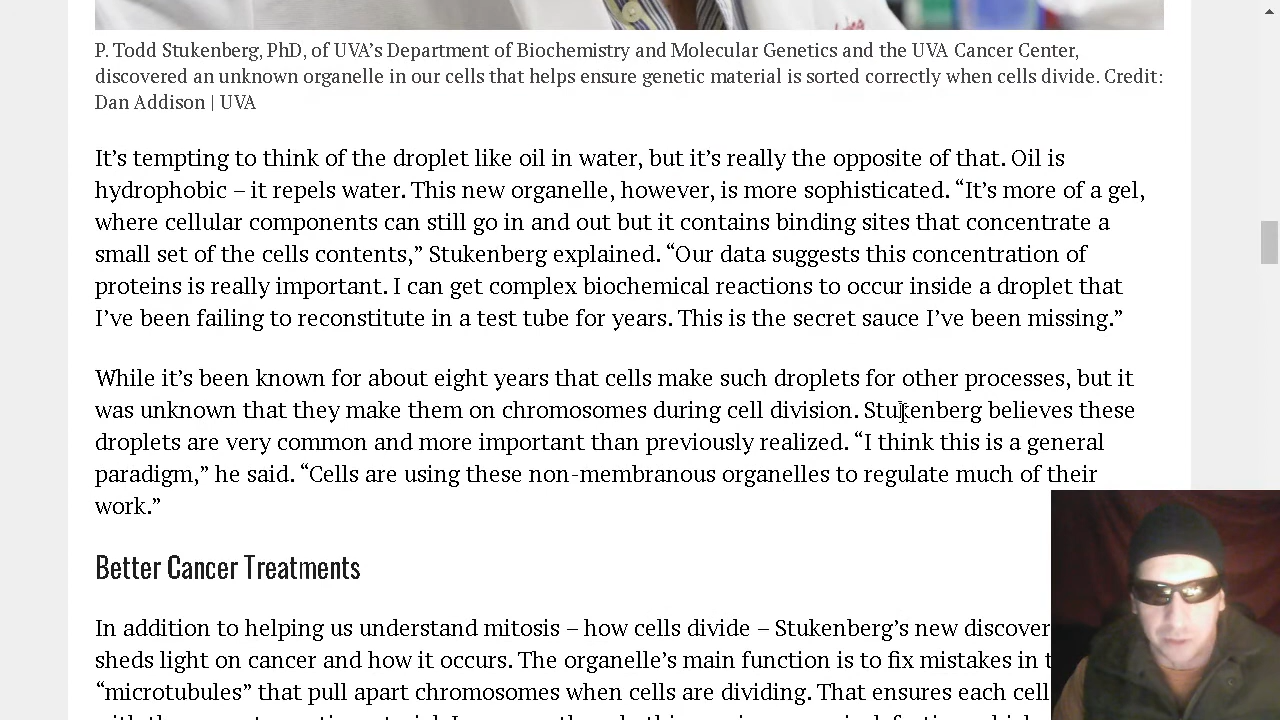 P. Todd Stukenberg, PhD, of UVA’s Department of Biochemistry and Molecular Genetics and the UVA Cancer Center,
discovered an unknown organelle in our cells that helps ensure genetic material is sorted correctly when cells divide. Credit:
Dan Addison | UVA
It’s tempting to think of the droplet like oil in water, but it’s really the opposite of that. Oil is
hydrophobic – it repels water. This new organelle, however, is more sophisticated. “It’s more of a gel,
where cellular components can still go in and out but it contains binding sites that concentrate a
small set of the cells contents,” Stukenberg explained. “Our data suggests this concentration of
proteins is really important. I can get complex biochemical reactions to occur inside a droplet that
I’ve been failing to reconstitute in a test tube for years. This is the secret sauce I’ve been missing.”
While it’s been known for about eight years that cells make such droplets for other processes, but it
was unknown that they make them on chromosomes during cell division. Stukenberg believes these
droplets are very common and more important than previously realized. “I think this is a general
paradigm,” he said. “Cells are using these non-membranous organelles to regulate much of their
work.”
Better Cancer Treatments
In addition to helping us understand mitosis – how cells divide – Stukenberg’s new discover
sheds light on cancer and how it occurs. The organelle’s main function is to fix mistakes in t
“microtubules” that pull apart chromosomes when cells are dividing. That ensures each cell